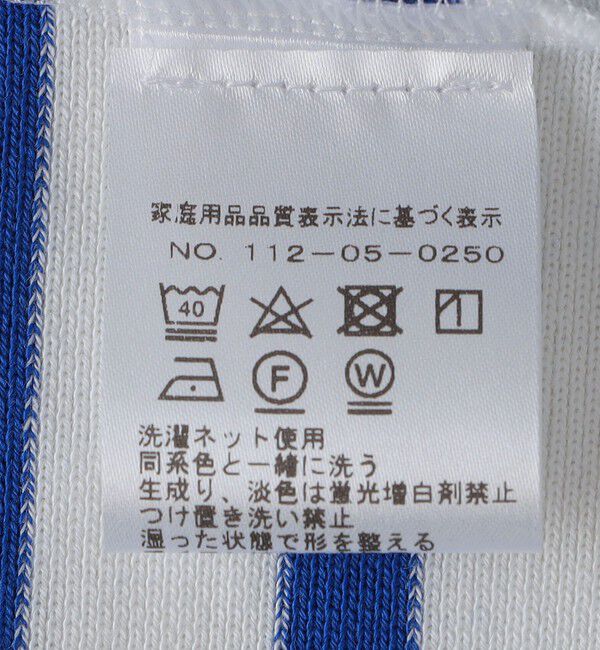 家庭用品品質表示法に基づく表示
NO. 112-05-0250
40
F W
洗濯ネット使用
同系色と一緒に洗う
生成り、淡色は蛍光増白剤禁止
つけ置き洗い禁止
湿った状態で形を整える